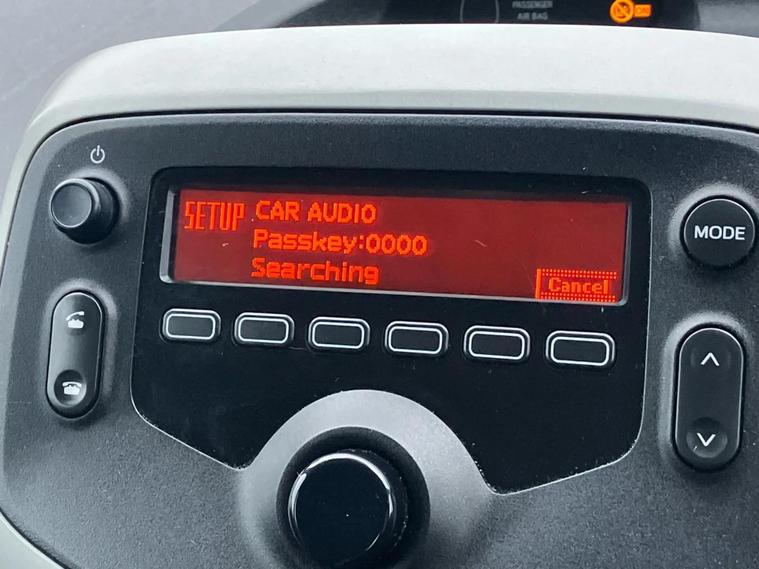 PASSENGER
AIR BAG
SETUP CAR AUDIO
Passkey:0000
Searching
Cancel
MODE